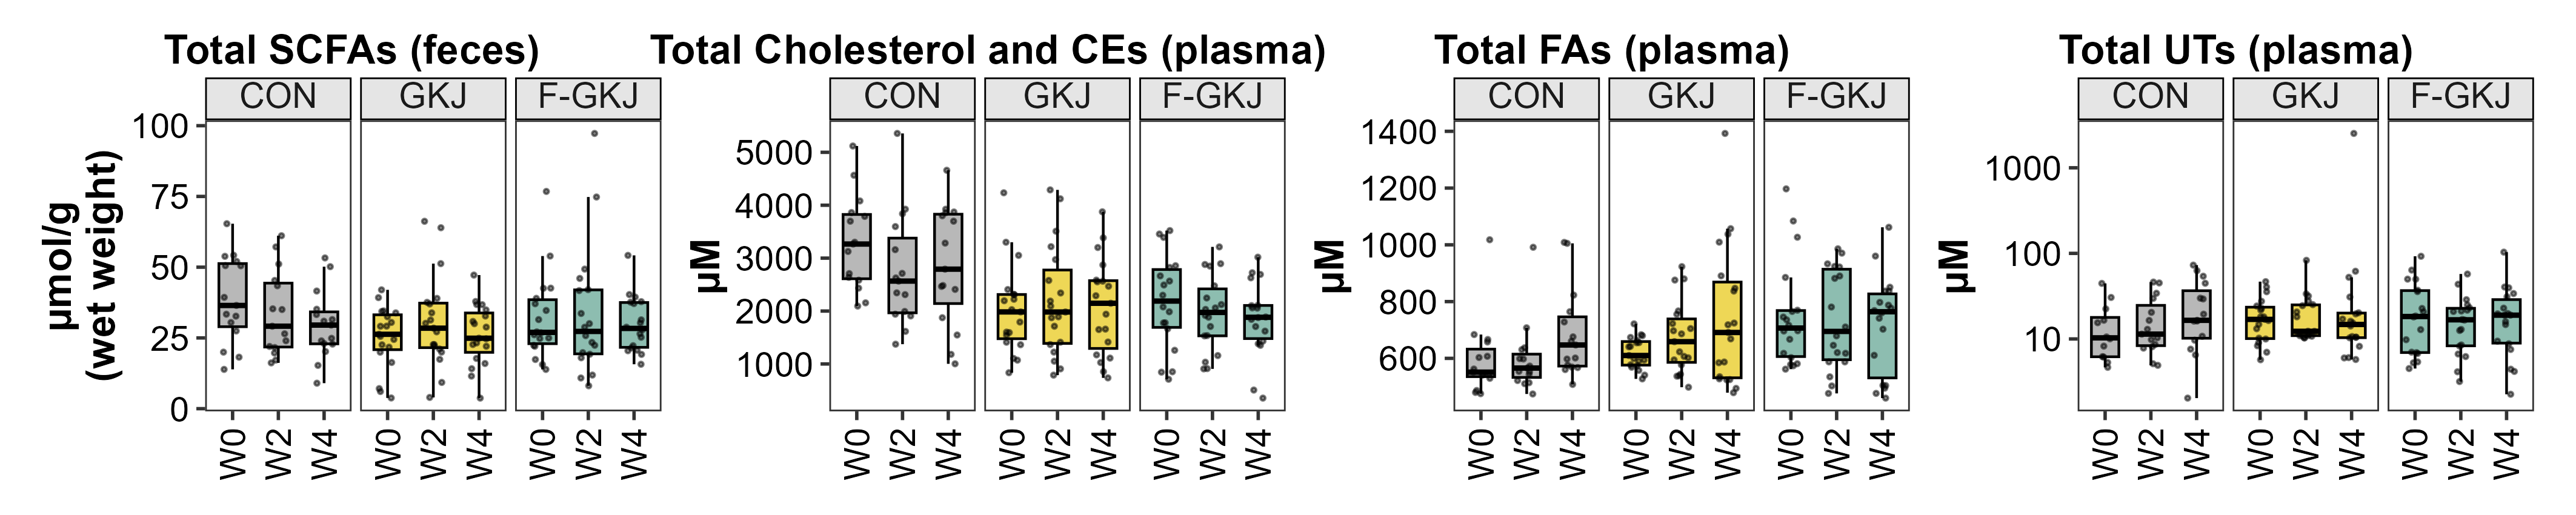 Total SCFAs (feces)
CON GKJ F-GKJ
µmol/g
(wet weight)
100
75
50
25
0
W0 W2 W4 W0 W2 W4 W0 W2 W4
Total Cholesterol and CEs (plasma)
CON GKJ F-GKJ
µM
5000
4000
3000
2000
1000
W0 W2 W4 W0 W2 W4 W0 W2 W4
Total FAs (plasma)
CON GKJ F-GKJ
µM
1400
1200
1000
800
600
W0 W2 W4 W0 W2 W4 W0 W2 W4
Total UTs (plasma)
CON GKJ F-GKJ
µM
1000
100
10
W0 W2 W4 W0 W2 W4 W0 W2 W4